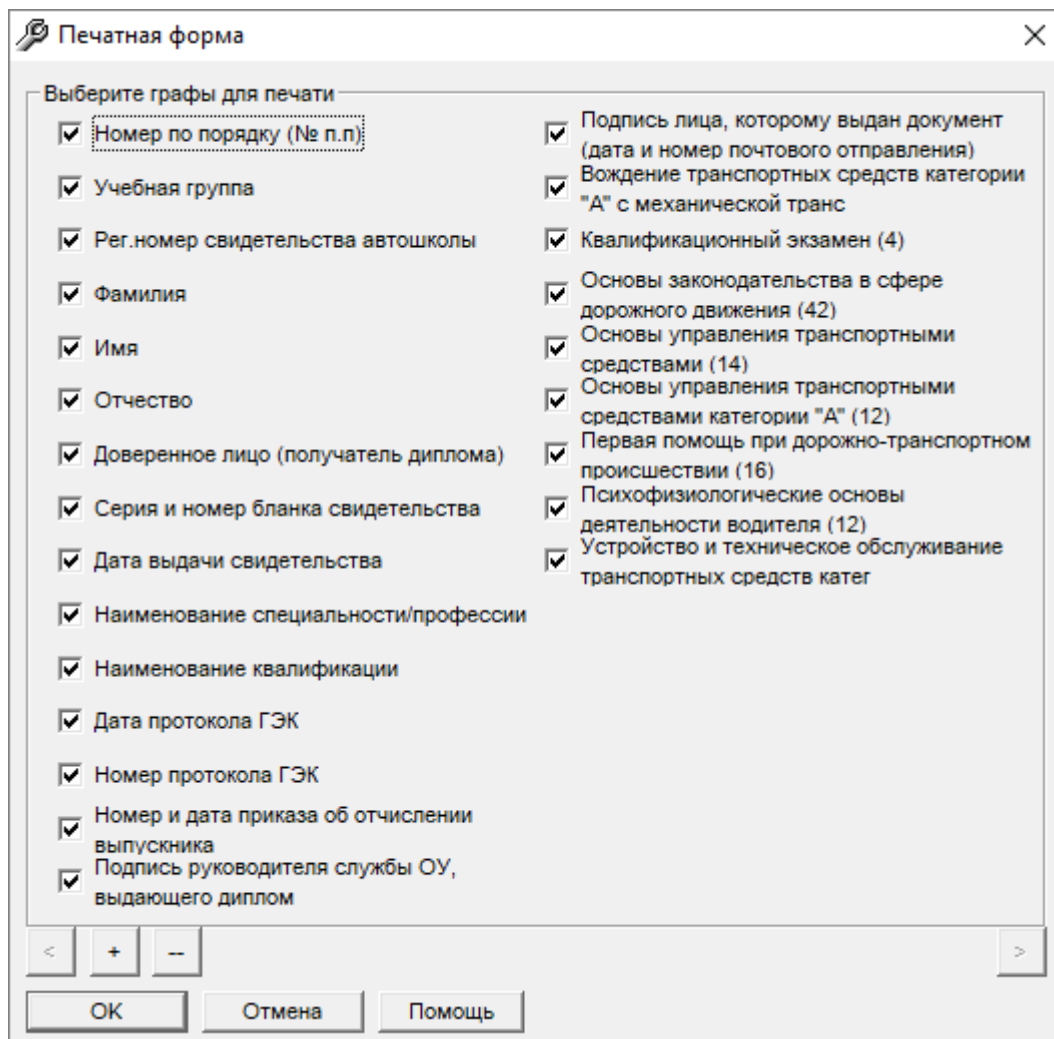 Печатная форма
Выберите графы для печати
Номер по порядку (№ п.п)
Учебная группа
Рег.номер свидетельства автошколы
Фамилия
Имя
Отчество
Доверенное лицо (получатель диплома)
Серия и номер бланка свидетельства
Дата выдачи свидетельства
Наименование специальности/профессии
Наименование квалификации
Дата протокола ГЭК
Номер протокола ГЭК
Номер и дата приказа об отчислении
выпускника
Подпись руководителя службы ОУ,
выдающего диплом
Подпись лица, которому выдан документ
(дата и номер почтового отправления)
Вождение транспортных средств категории
"А" с механической транс
Квалификационный экзамен (4)
Основы законодательства в сфере
дорожного движения (42)
Основы управления транспортными
средствами (14)
Основы управления транспортными
средствами категории "А" (12)
Первая помощь при дорожно-транспортном
происшествии (16)
Психофизиологические основы
деятельности водителя (12)
Устройство и техническое обслуживание
транспортных средств катег
< + -- >
OK Отмена Помощь